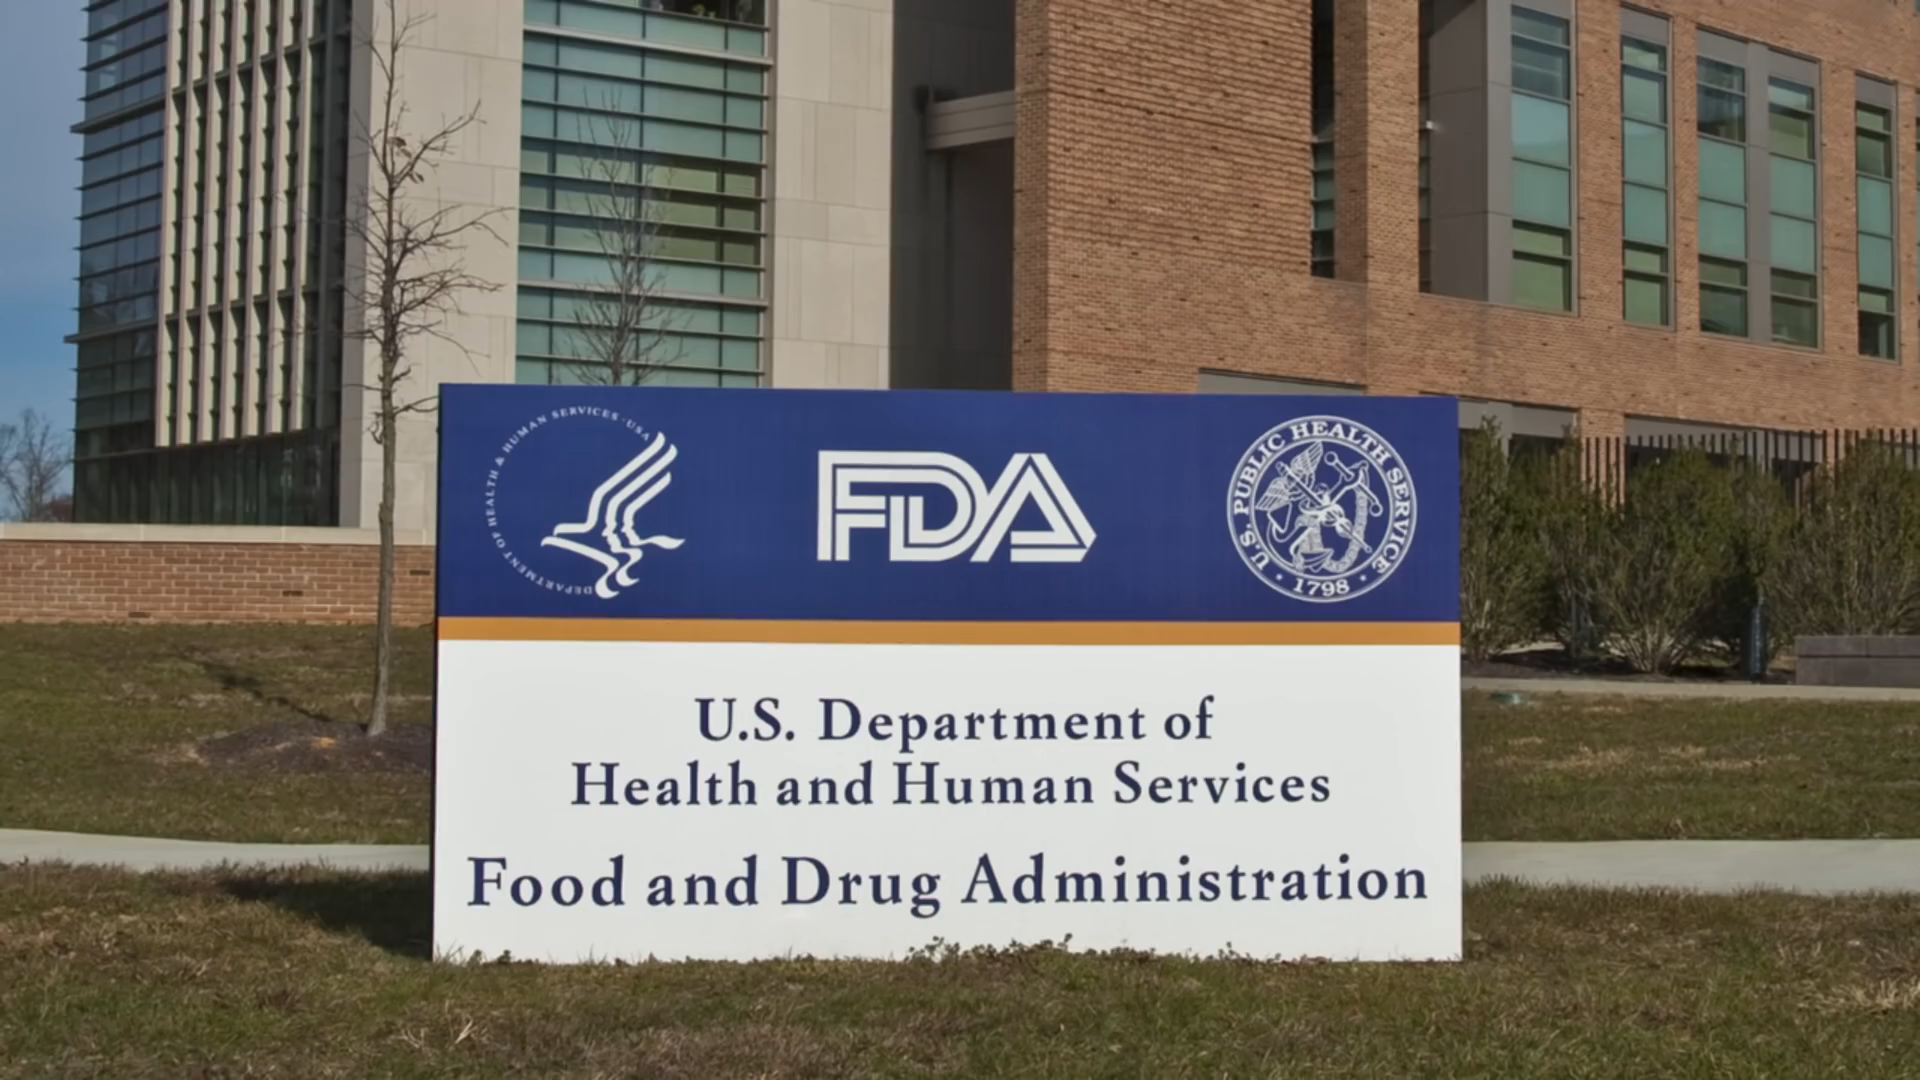 DEPARTMENT OF HEALTH & HUMAN SERVICES · USA
FDA
U.S. PUBLIC HEALTH SERVICE
· 1798 ·
U.S. Department of
Health and Human Services
Food and Drug Administration